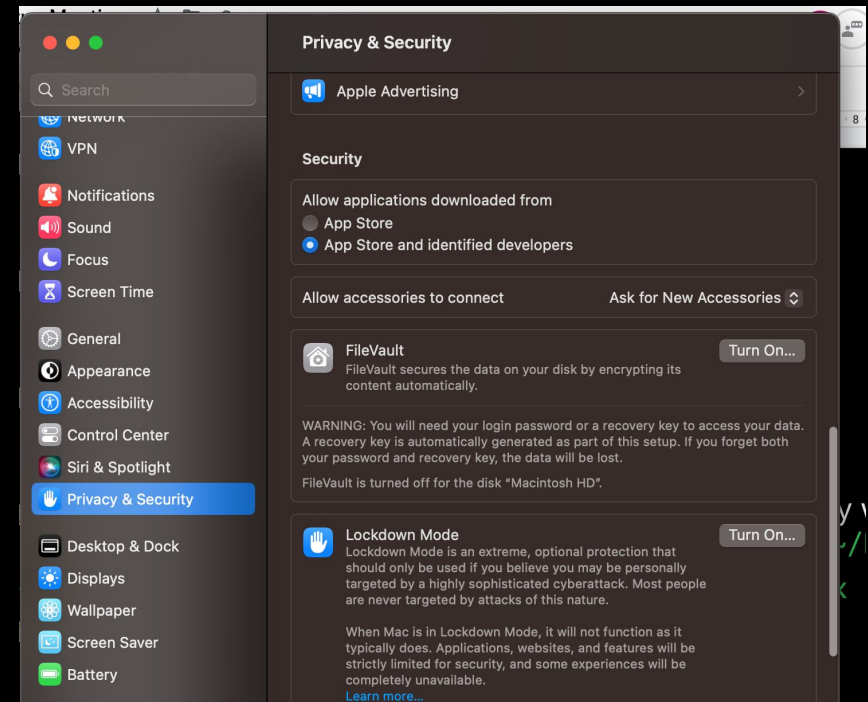 Privacy & Security
Search
Apple Advertising
8
Network
VPN
Security
Notifications
Allow applications downloaded from
Sound
App Store
Focus
App Store and identified developers
Screen Time
Allow accessories to connect
Ask for New Accessories
General
FileVault
Turn On...
Appearance
FileVault secures the data on your disk by encrypting its
content automatically.
Accessibility
Control Center
WARNING: You will need your login password or a recovery key to access your data.
A recovery key is automatically generated as part of this setup. If you forget both
your password and recovery key, the data will be lost.
Siri & Spotlight
FileVault is turned off for the disk “Macintosh HD”.
Privacy & Security
Lockdown Mode
Turn On...
Desktop & Dock
Lockdown Mode is an extreme, optional protection that
should only be used if you believe you may be personally
targeted by a highly sophisticated cyberattack. Most people
are never targeted by attacks of this nature.
Displays
Wallpaper
When Mac is in Lockdown Mode, it will not function as it
typically does. Applications, websites, and features will be
strictly limited for security, and some experiences will be
completely unavailable.
Screen Saver
Battery
Learn more...